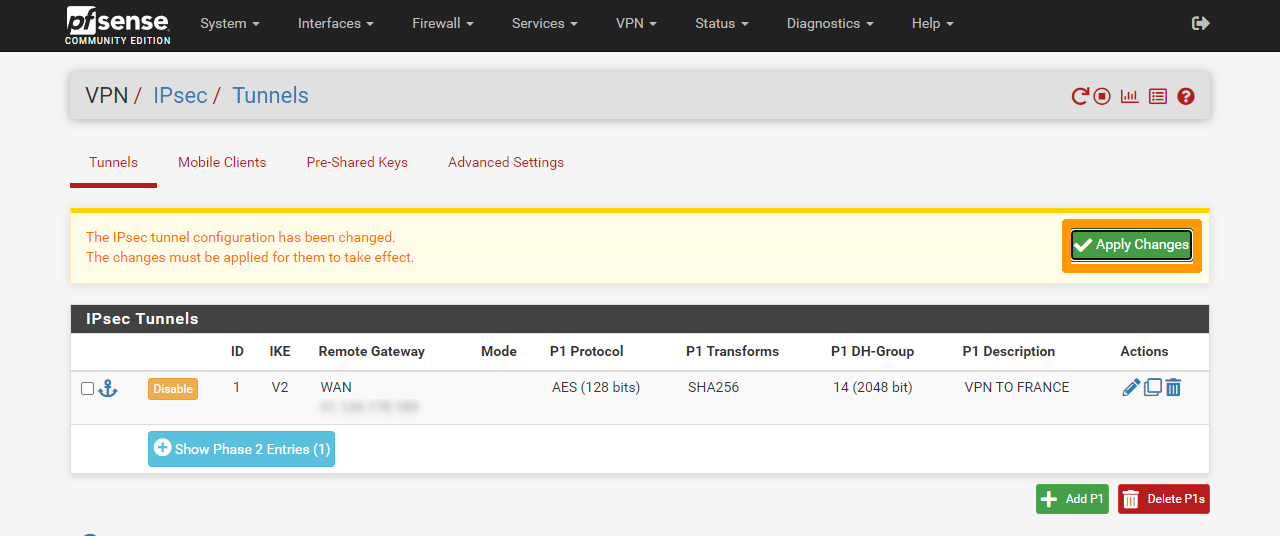 pfsense
COMMUNITY EDITION
System
Interfaces
Firewall
Services
VPN
Status
Diagnostics
Help
VPN / IPsec / Tunnels
Tunnels
Mobile Clients
Pre-Shared Keys
Advanced Settings
The IPsec tunnel configuration has been changed.
The changes must be applied for them to take effect.
Apply Changes
IPsec Tunnels
ID IKE Remote Gateway Mode P1 Protocol P1 Transforms P1 DH-Group P1 Description Actions
Disable 1 V2 WAN AES (128 bits) SHA256 14 (2048 bit) VPN TO FRANCE
Show Phase 2 Entries (1)
Add P1
Delete P1s